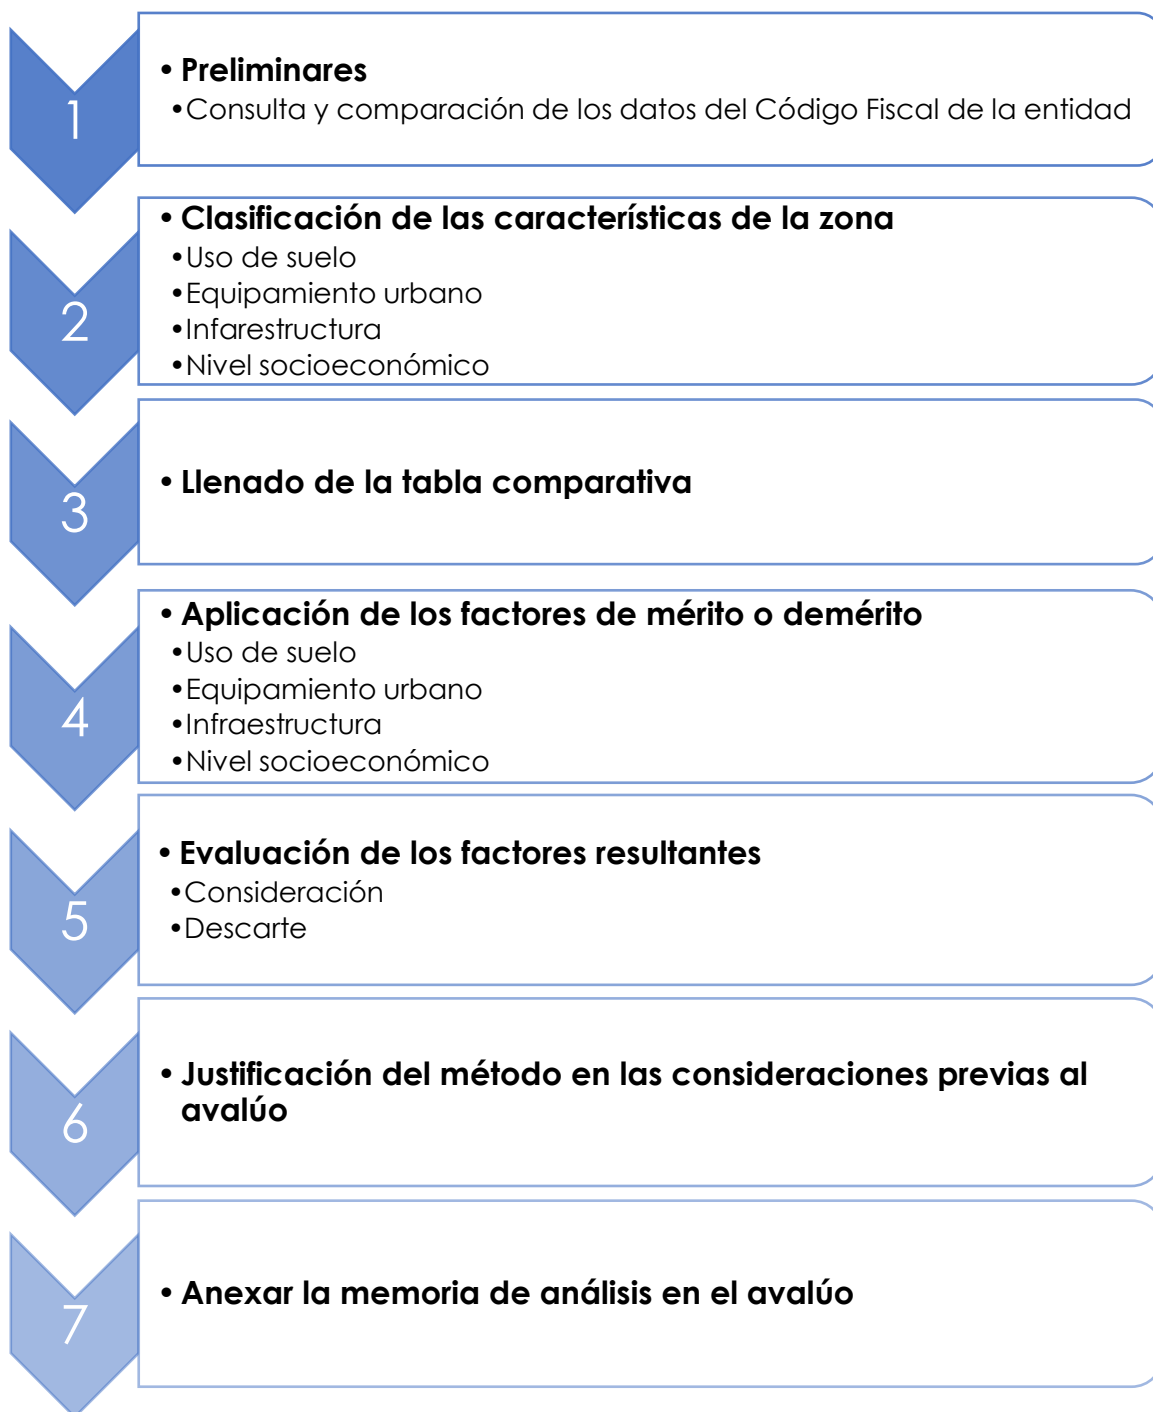 1
• Preliminares
•Consulta y comparación de los datos del Código Fiscal de la entidad
2
• Clasificación de las características de la zona
•Uso de suelo
•Equipamiento urbano
•Infarestructura
•Nivel socioeconómico
3
• Llenado de la tabla comparativa
4
• Aplicación de los factores de mérito o demérito
•Uso de suelo
•Equipamiento urbano
•Infraestructura
•Nivel socioeconómico
5
• Evaluación de los factores resultantes
•Consideración
•Descarte
6
• Justificación del método en las consideraciones previas al
avalúo
7
• Anexar la memoria de análisis en el avalúo